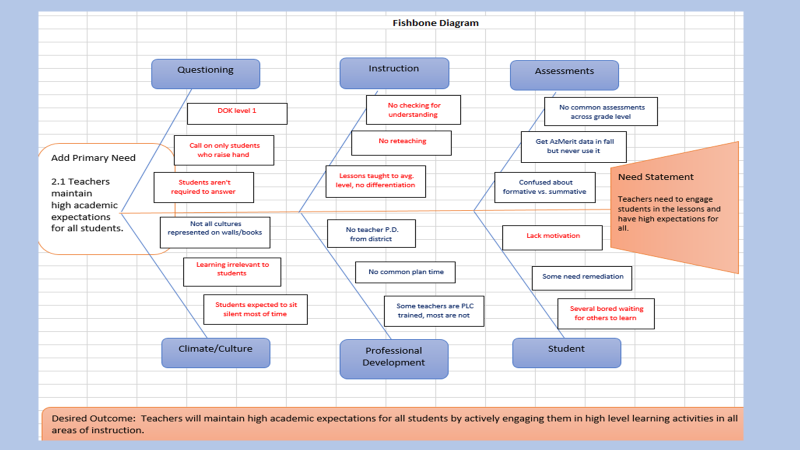 Fishbone Diagram
Questioning
Instruction
Assessments
DOK level 1
Call on only students
who raise hand
Students aren't
required to answer
No checking for
understanding
No reteaching
Lessons taught to avg.
level, no differentiation
No common assessments
across grade level
Get AzMerit data in fall
but never use it
Confused about
formative vs. summative
Add Primary Need
2.1 Teachers
maintain
high academic
expectations
for all students.
Need Statement
Teachers need to engage
students in the lessons and
have high expectations for
all.
Not all cultures
represented on walls/books
Learning irrelevant to
students
Students expected to sit
silent most of time
No teacher P.D.
from district
No common plan time
Some teachers are PLC
trained, most are not
Lack motivation
Some need remediation
Several bored waiting
for others to learn
Climate/Culture
Professional
Development
Student
Desired Outcome:  Teachers will maintain high academic expectations for all students by actively engaging them in high level learning activities in all
areas of instruction.